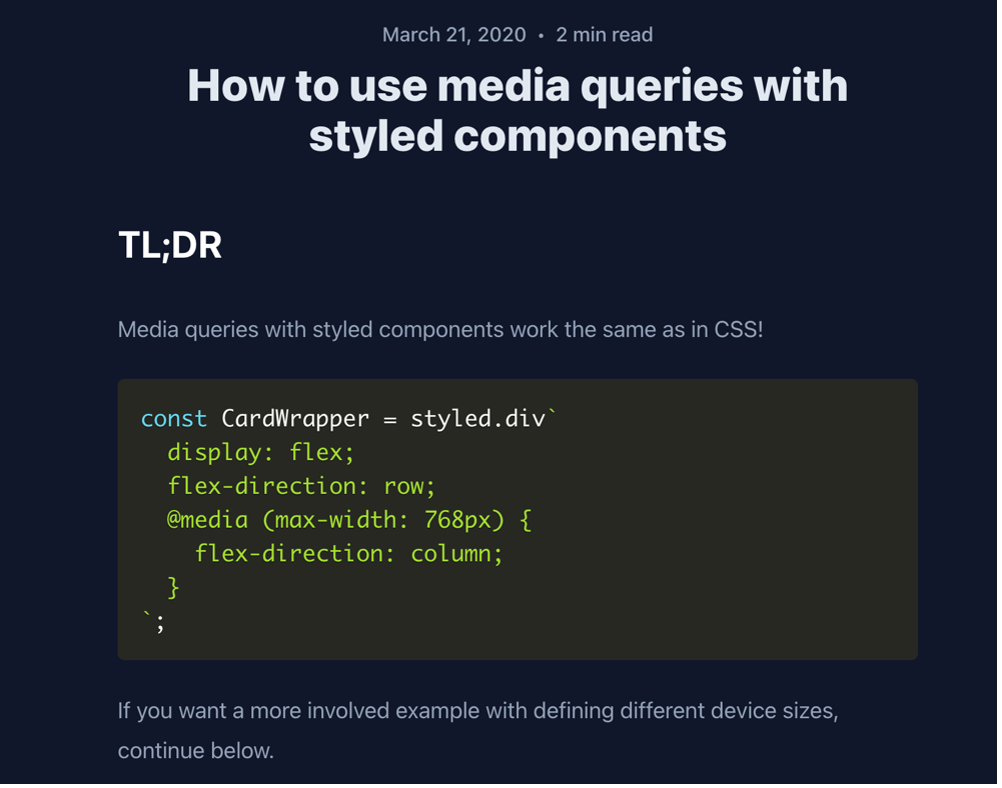 March 21, 2020 • 2 min read
How to use media queries with
styled components
TL;DR
Media queries with styled components work the same as in CSS!
const CardWrapper = styled.div`
  display: flex;
  flex-direction: row;
  @media (max-width: 768px) {
    flex-direction: column;
  }
`;
If you want a more involved example with defining different device sizes,
continue below.